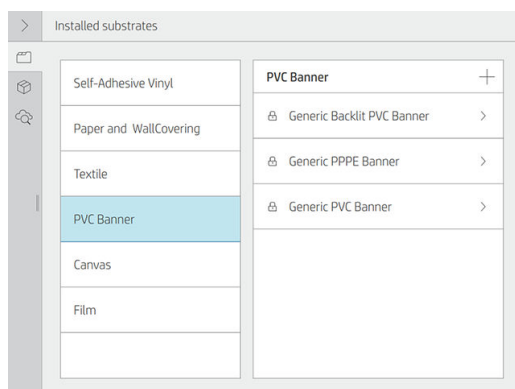 Installed substrates
Self-Adhesive Vinyl
Paper and WallCovering
Textile
PVC Banner
Canvas
Film
PVC Banner
Generic Backlit PVC Banner
Generic PPPE Banner
Generic PVC Banner